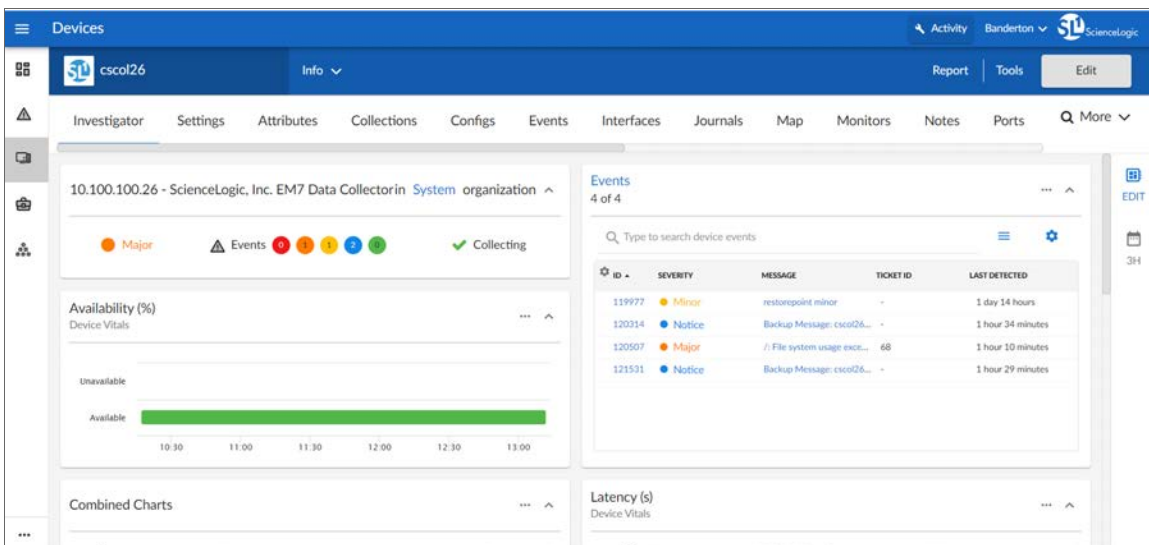 Devices
Activity
Banderton
SL1 ScienceLogic
SL1
cscol26
Info
Report
Tools
Edit
Investigator
Settings
Attributes
Collections
Configs
Events
Interfaces
Journals
Map
Monitors
Notes
Ports
More
10.100.100.26 - ScienceLogic, Inc. EM7 Data Collectorin System organization
Major
Events 0 1 1 2 0
Collecting
Availability (%)
Device Vitals
Unavailable
Available
10:30 11:00 11:30 12:00 12:30 13:00
Combined Charts
Events
4 of 4
Type to search device events
ID SEVERITY MESSAGE TICKET ID LAST DETECTED
119977 Minor restorepoint minor - 1 day 14 hours
120314 Notice Backup Message: cscol26... - 1 hour 34 minutes
120507 Major /: File system usage exce... 68 1 hour 10 minutes
121531 Notice Backup Message: cscol26... - 1 hour 29 minutes
Latency (s)
Device Vitals
EDIT
3H